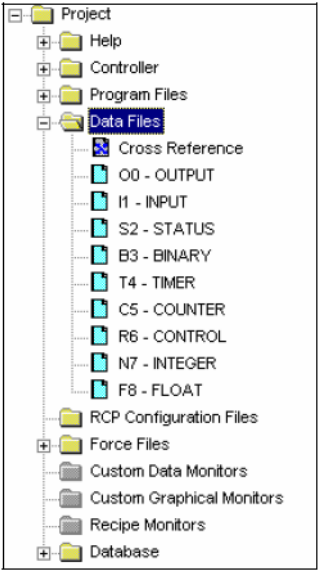 Project
Help
Controller
Program Files
Data Files
Cross Reference
O0 - OUTPUT
I1 - INPUT
S2 - STATUS
B3 - BINARY
T4 - TIMER
C5 - COUNTER
R6 - CONTROL
N7 - INTEGER
F8 - FLOAT
RCP Configuration Files
Force Files
Custom Data Monitors
Custom Graphical Monitors
Recipe Monitors
Database